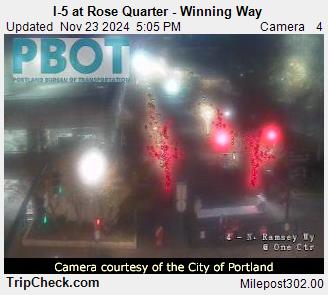 I-5 at Rose Quarter - Winning Way
Updated Nov 23 2024 5:05 PM Camera 4
PBOT
PORTLAND BUREAU OF TRANSPORTATION
4 - N. Ramsey Wy
@ One Ctr
Camera courtesy of the City of Portland
TripCheck.com Milepost302.00